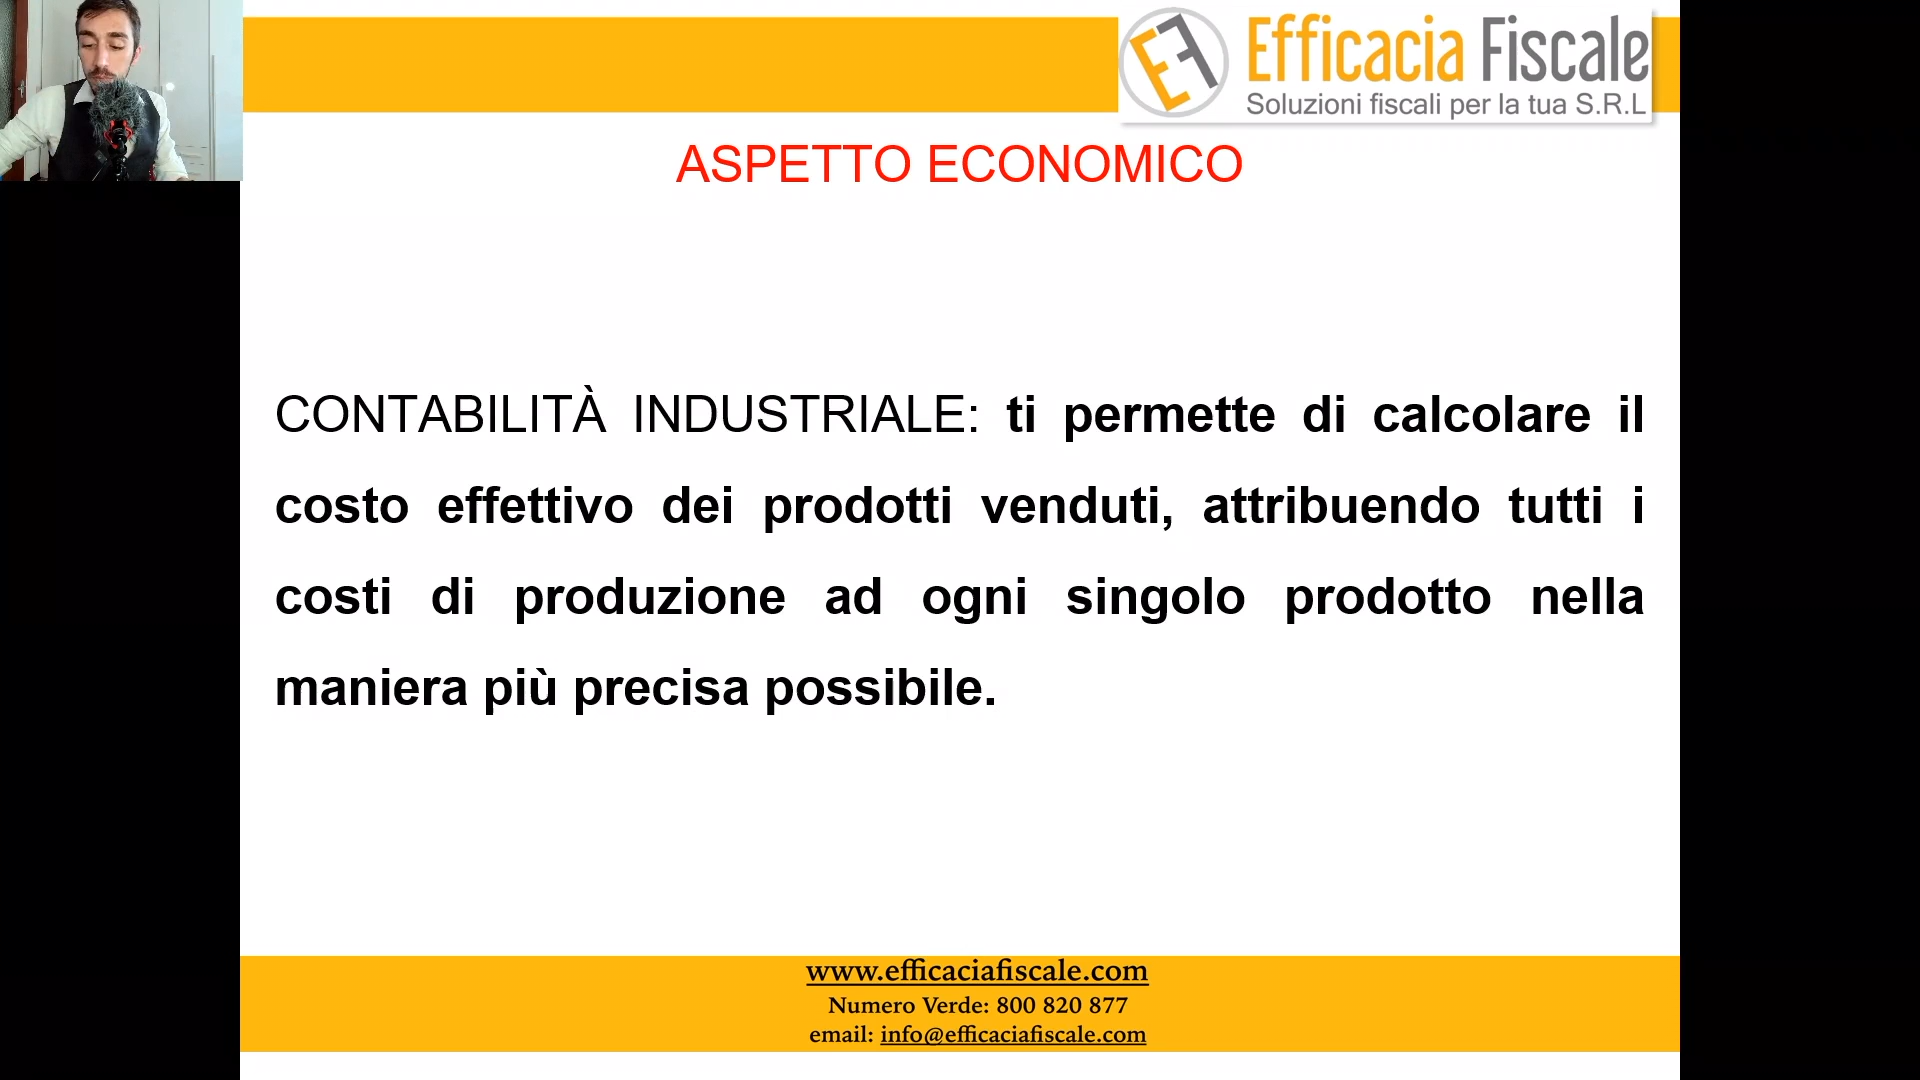 Efficacia Fiscale
Soluzioni fiscali per la tua S.R.L
ASPETTO ECONOMICO
CONTABILITÀ INDUSTRIALE: ti permette di calcolare il
costo effettivo dei prodotti venduti, attribuendo tutti i
costi di produzione ad ogni singolo prodotto nella
maniera più precisa possibile.
www.efficaciafiscale.com
Numero Verde: 800 820 877
email: info@efficaciafiscale.com